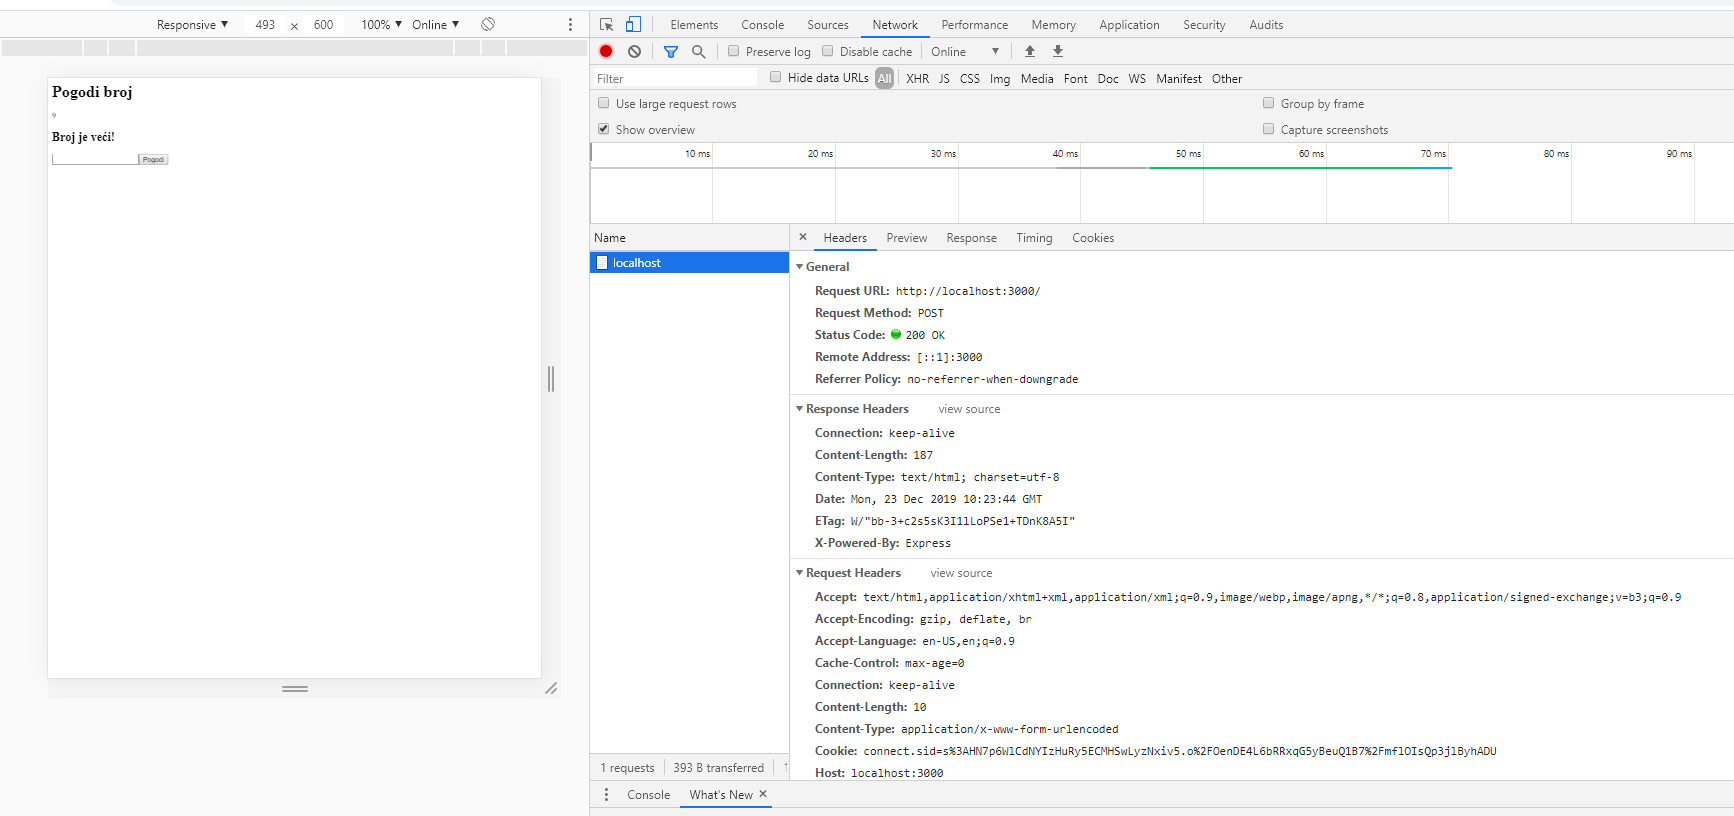 Responsive ▼ 493 × 600 100% ▼ Online ▼
Pogodi broj
9
Broj je veći!
Pogodi
Elements Console Sources Network Performance Memory Application Security Audits
Preserve log Disable cache Online ▼
Filter Hide data URLs All XHR JS CSS Img Media Font Doc WS Manifest Other
Use large request rows Group by frame
Show overview Capture screenshots
10 ms 20 ms 30 ms 40 ms 50 ms 60 ms 70 ms 80 ms 90 ms
Name
localhost
× Headers Preview Response Timing Cookies
General
Request URL: http://localhost:3000/
Request Method: POST
Status Code: 200 OK
Remote Address: [::1]:3000
Referrer Policy: no-referrer-when-downgrade
Response Headers view source
Connection: keep-alive
Content-Length: 187
Content-Type: text/html; charset=utf-8
Date: Mon, 23 Dec 2019 10:23:44 GMT
ETag: W/"bb-3+c2s5sK3I1lLoPSe1+TDnK8A5I"
X-Powered-By: Express
Request Headers view source
Accept: text/html,application/xhtml+xml,application/xml;q=0.9,image/webp,image/apng,*/*;q=0.8,application/signed-exchange;v=b3;q=0.9
Accept-Encoding: gzip, deflate, br
Accept-Language: en-US,en;q=0.9
Cache-Control: max-age=0
Connection: keep-alive
Content-Length: 10
Content-Type: application/x-www-form-urlencoded
Cookie: connect.sid=s%3AHN7p6WlCdNYIzHuRy5ECMHSwLyzNxiv5.o%2FOenDE4L6bRRxqG5yBeuQ1B7%2FmflOIsQp3jlByhADU
Host: localhost:3000
1 requests 393 B transferred
Console What's New ×